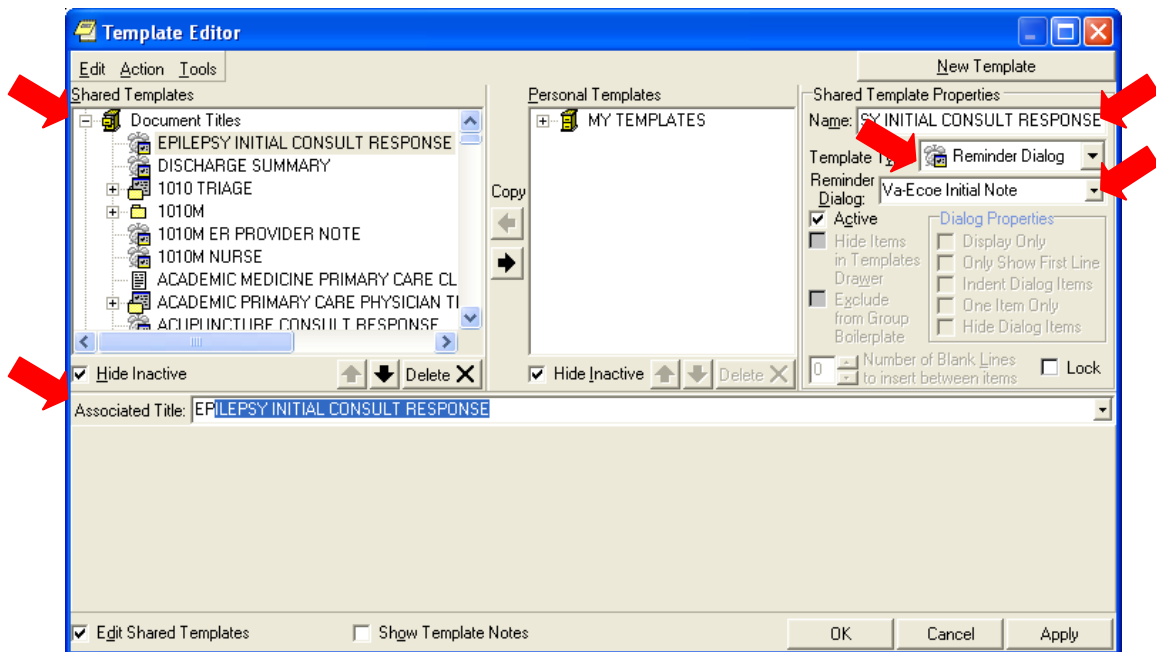 Template Editor
Edit Action Tools
New Template
Shared Templates
Document Titles
EPILEPSY INITIAL CONSULT RESPONSE
DISCHARGE SUMMARY
1010 TRIAGE
1010M
1010M ER PROVIDER NOTE
1010M NURSE
ACADEMIC MEDICINE PRIMARY CARE CL
ACADEMIC PRIMARY CARE PHYSICIAN TI
ACUPUNCTURE CONSULT RESPONSE
Hide Inactive
Delete
Copy
Personal Templates
MY TEMPLATES
Hide Inactive
Delete
Shared Template Properties
Name: SY INITIAL CONSULT RESPONSE
Template Reminder Dialog
Reminder Dialog: Va-Ecoe Initial Note
Active
Hide Items in Templates Drawer
Exclude from Group Boilerplate
Dialog Properties
Display Only
Only Show First Line
Indent Dialog Items
One Item Only
Hide Dialog Items
0 Number of Blank Lines to insert between items
Lock
Associated Title: EPILEPSY INITIAL CONSULT RESPONSE
Edit Shared Templates
Show Template Notes
OK
Cancel
Apply